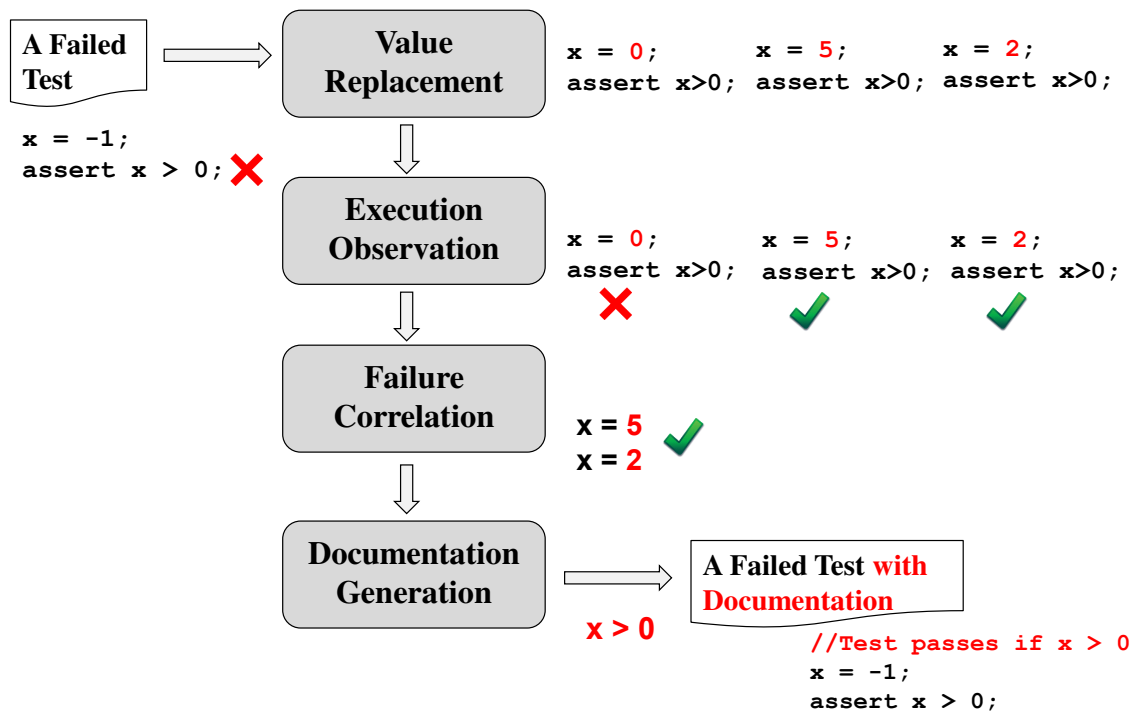 A Failed
Test
Value
Replacement
x = 0;
assert x>0;
x = 5;
assert x>0;
x = 2;
assert x>0;
x = -1;
assert x > 0;
Execution
Observation
x = 0;
assert x>0;
x = 5;
assert x>0;
x = 2;
assert x>0;
Failure
Correlation
x = 5
x = 2
Documentation
Generation
x > 0
A Failed Test with
Documentation
//Test passes if x > 0
x = -1;
assert x > 0;